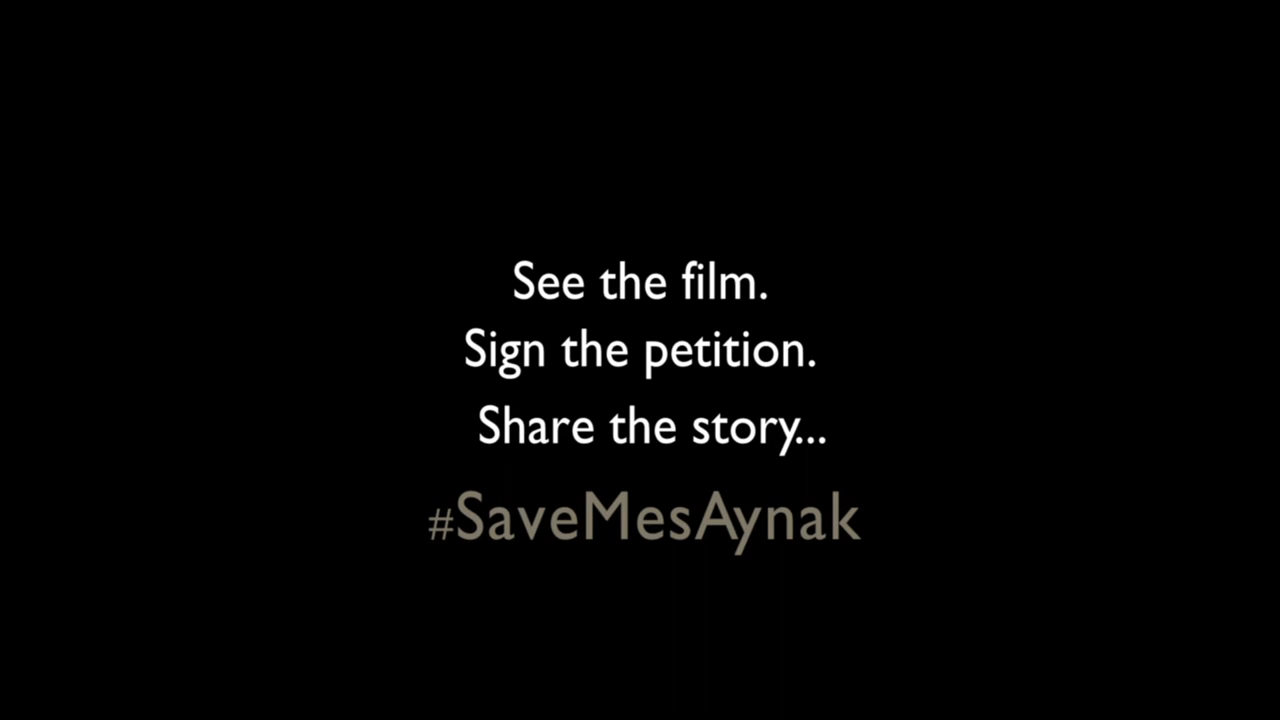 See the film.
Sign the petition.
Share the story...
#SaveMesAynak